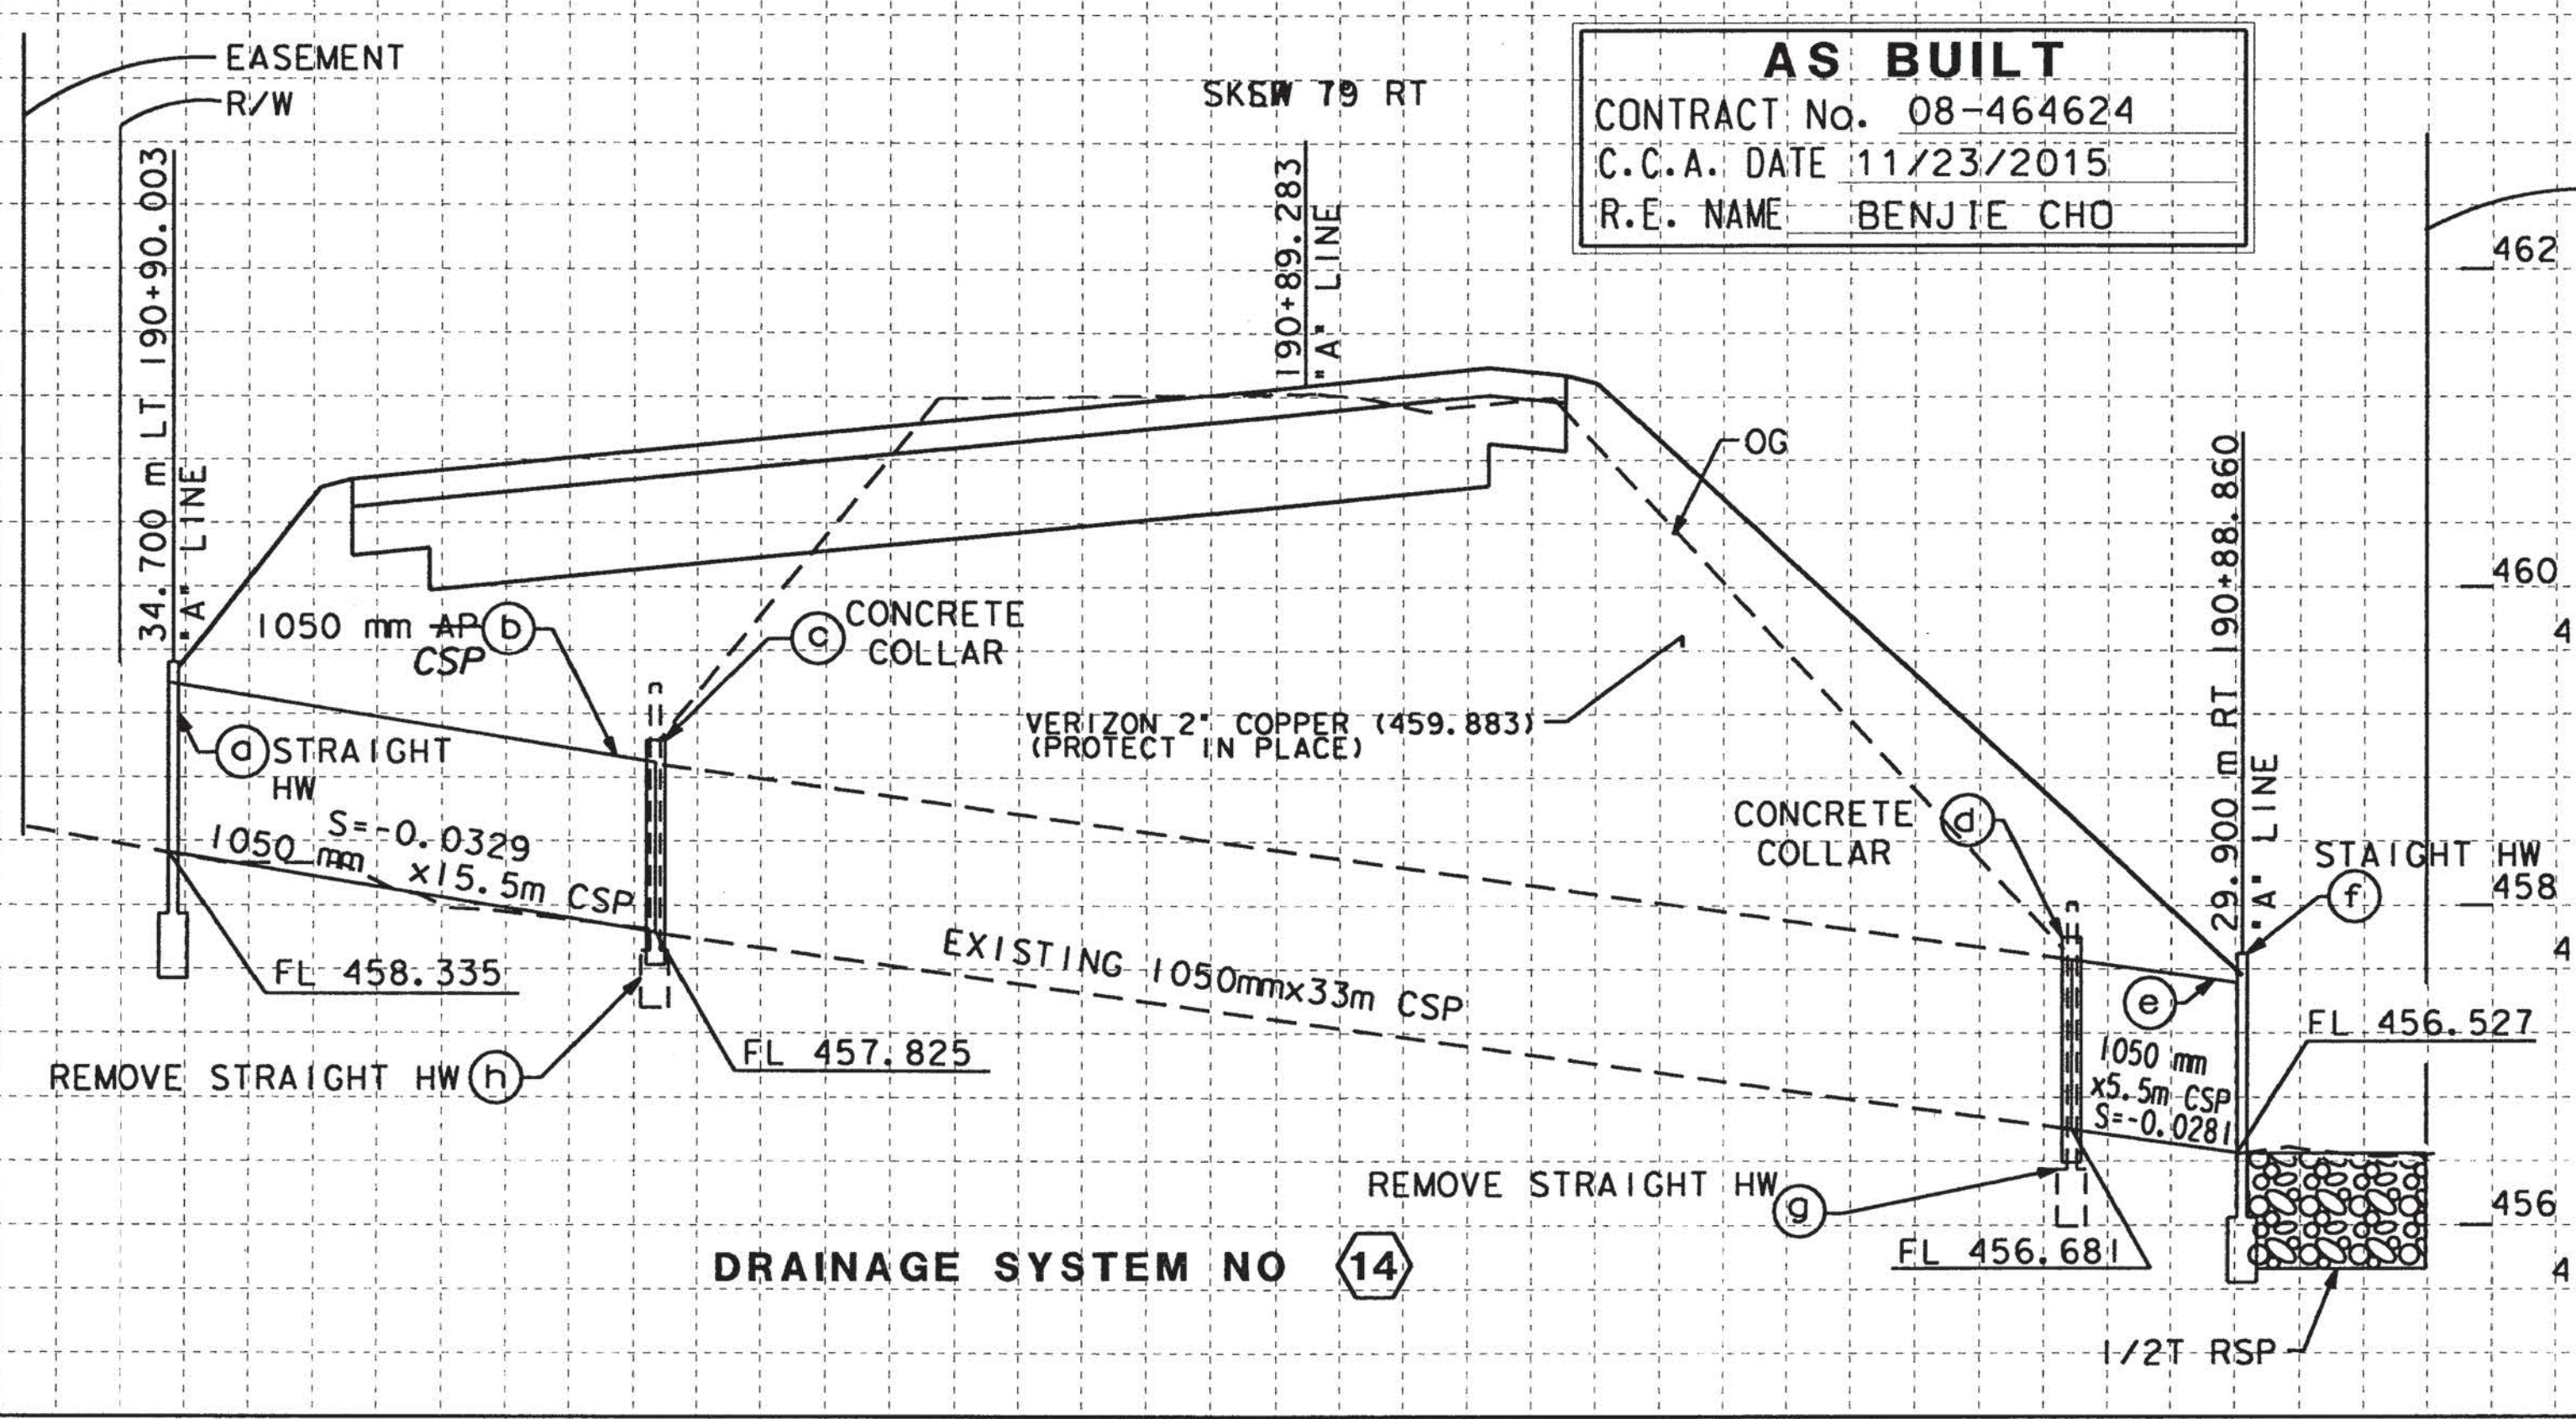 EASEMENT
R/W
34.700 m LT 190+90.003
"A" LINE
RT
190+89.283
"A" LINE
AS BUILT
CONTRACT No. 08-464624
C.C.A. DATE 11/23/2015
R.E. NAME BENJIE CHO
462
OG
460
4
29.900 m RT 190+88.860
"A" LINE
1050 mm AP b
CSP
c CONCRETE
COLLAR
VERIZON 2" COPPER (459.883)
(PROTECT IN PLACE)
a STRAIGHT
HW
S=-0.0329
1050 mm x15.5m CSP
CONCRETE d
COLLAR
STAIGHT HW
f
458
4
FL 458.335
EXISTING 1050mmx33m CSP
e
FL 456.527
FL 457.825
REMOVE STRAIGHT HW h
1050 mm
x5.5m CSP
S=-0.0281
REMOVE STRAIGHT HW g
456
FL 456.681
4
DRAINAGE SYSTEM NO 14
1/2T RSP